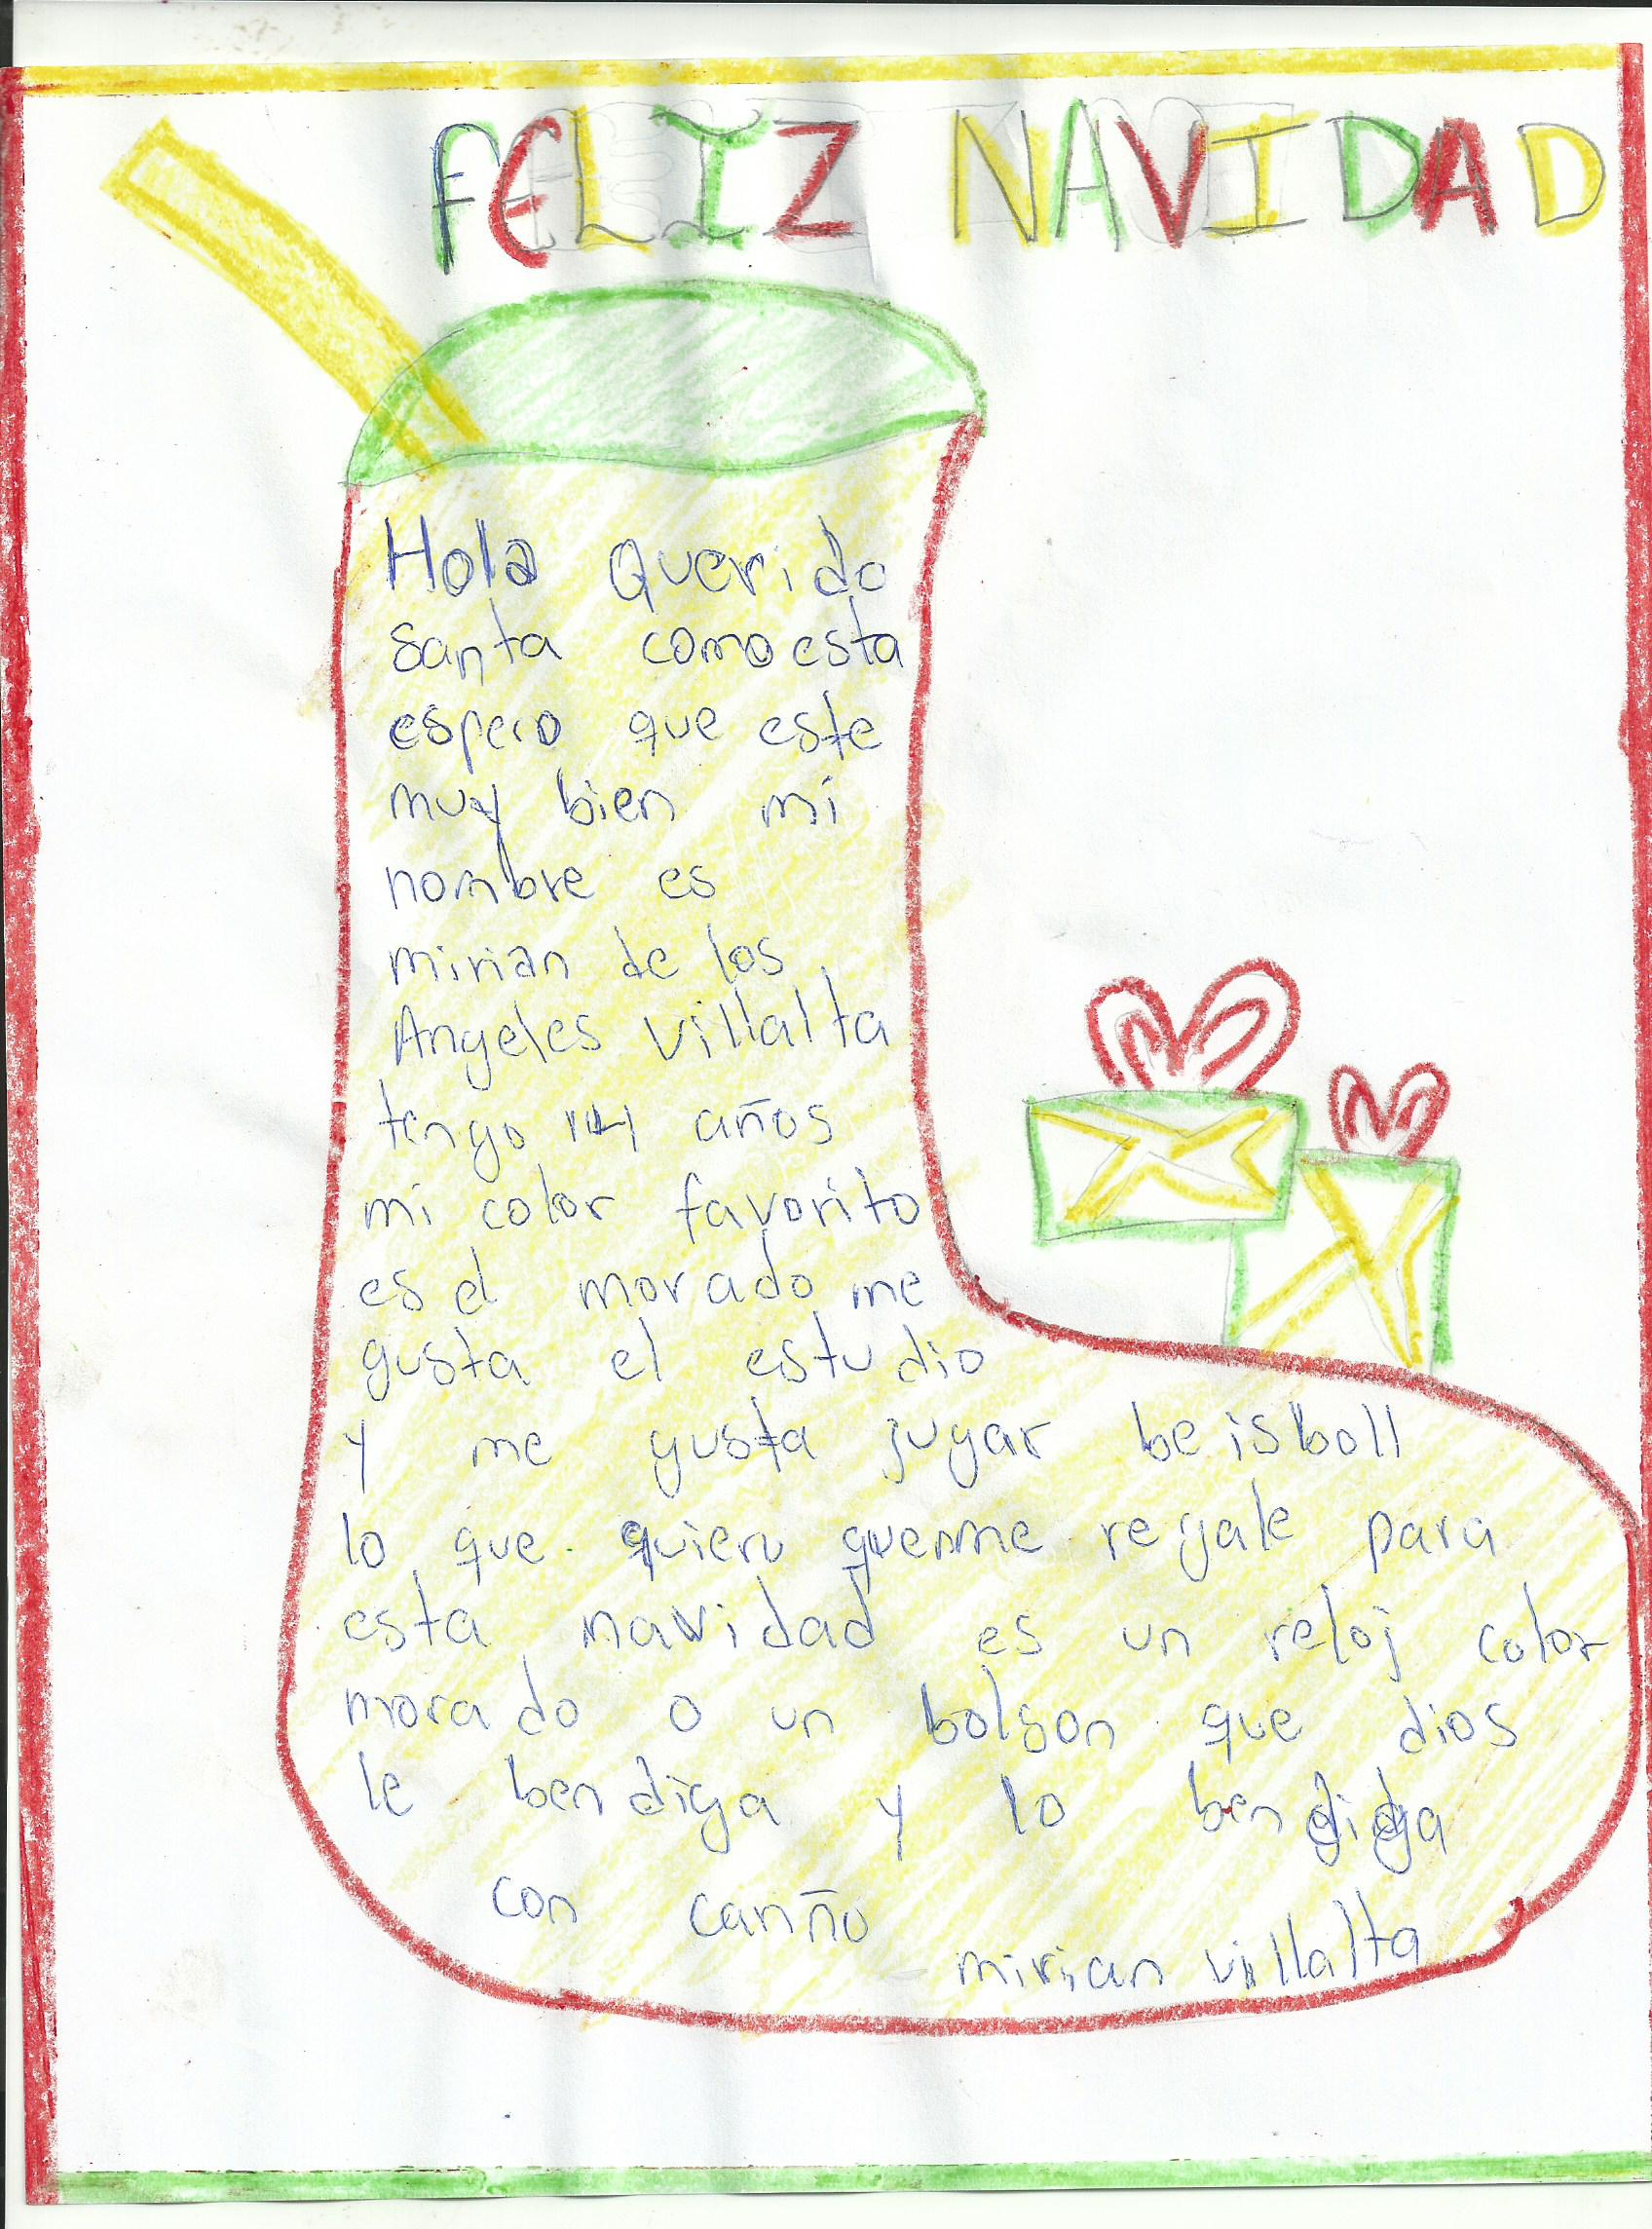 FELIZ NAVIDAD
Hola Querido
Santa como esta
espero que este
muy bien mi
nombre es
mirian de los
Angeles villalta
tengo 14 años
mi color favorito
es el morado me
gusta el estudio
y me gusta jugar beisboll
lo que quiero quenme regale para
esta navidad es un reloj color
morado o un bolson que dios
le bendiga y lo bendidga
con cariño
mirian villalta